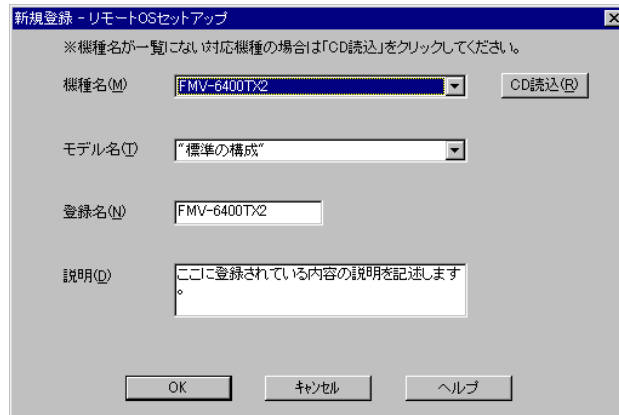 新規登録 - リモートOSセットアップ
※機種名が一覧にない対応機種の場合は「CD読込」をクリックしてください。
機種名(M) FMV-6400TX2 CD読込(R)
モデル名(T) "標準の構成"
登録名(N) FMV-6400TX2
説明(D) ここに登録されている内容の説明を記述します
。
OK キャンセル ヘルプ